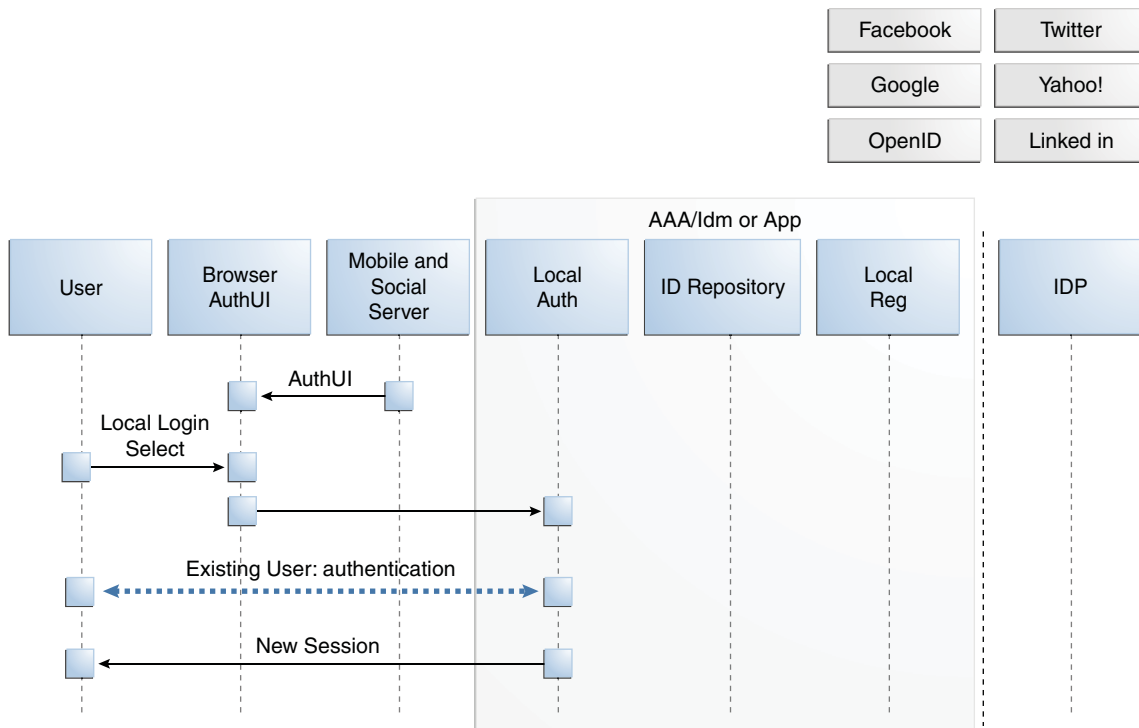 Facebook
Twitter
Google
Yahoo!
OpenID
Linked in
AAA/Idm or App
User
Browser
AuthUI
Mobile and
Social
Server
Local
Auth
ID Repository
Local
Reg
IDP
AuthUI
Local Login
Select
Existing User: authentication
New Session